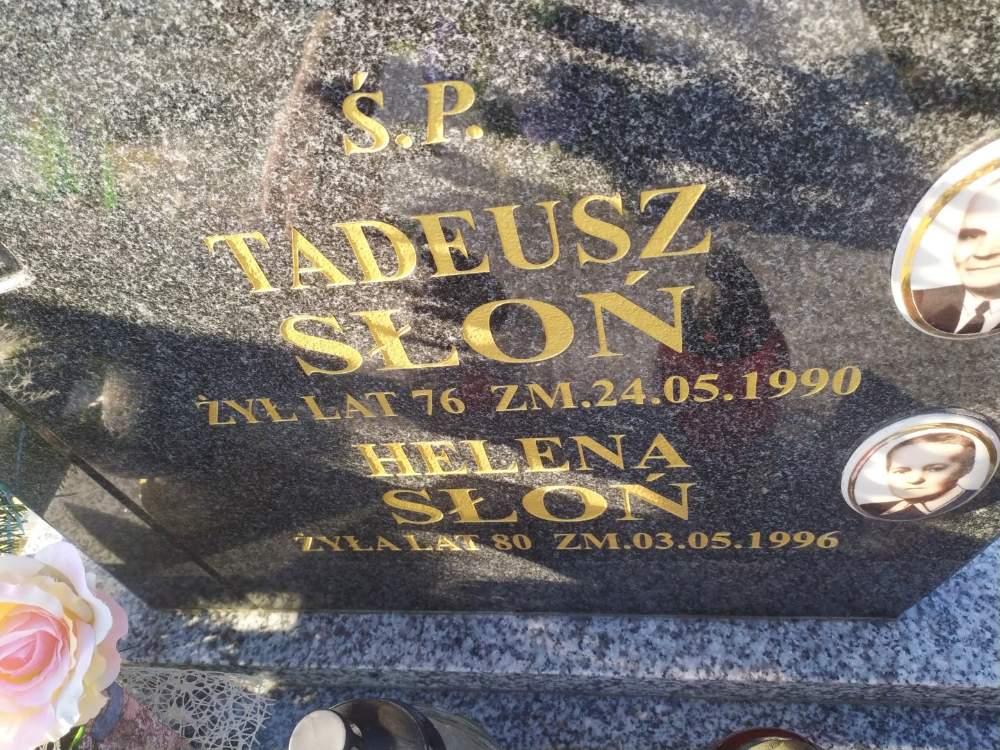 Ś.P.
TADEUSZ
SŁOŃ
ŻYŁ LAT 76 ZM.24.05.1990
HELENA
SŁOŃ
ŻYŁA LAT 80 ZM.03.05.1996